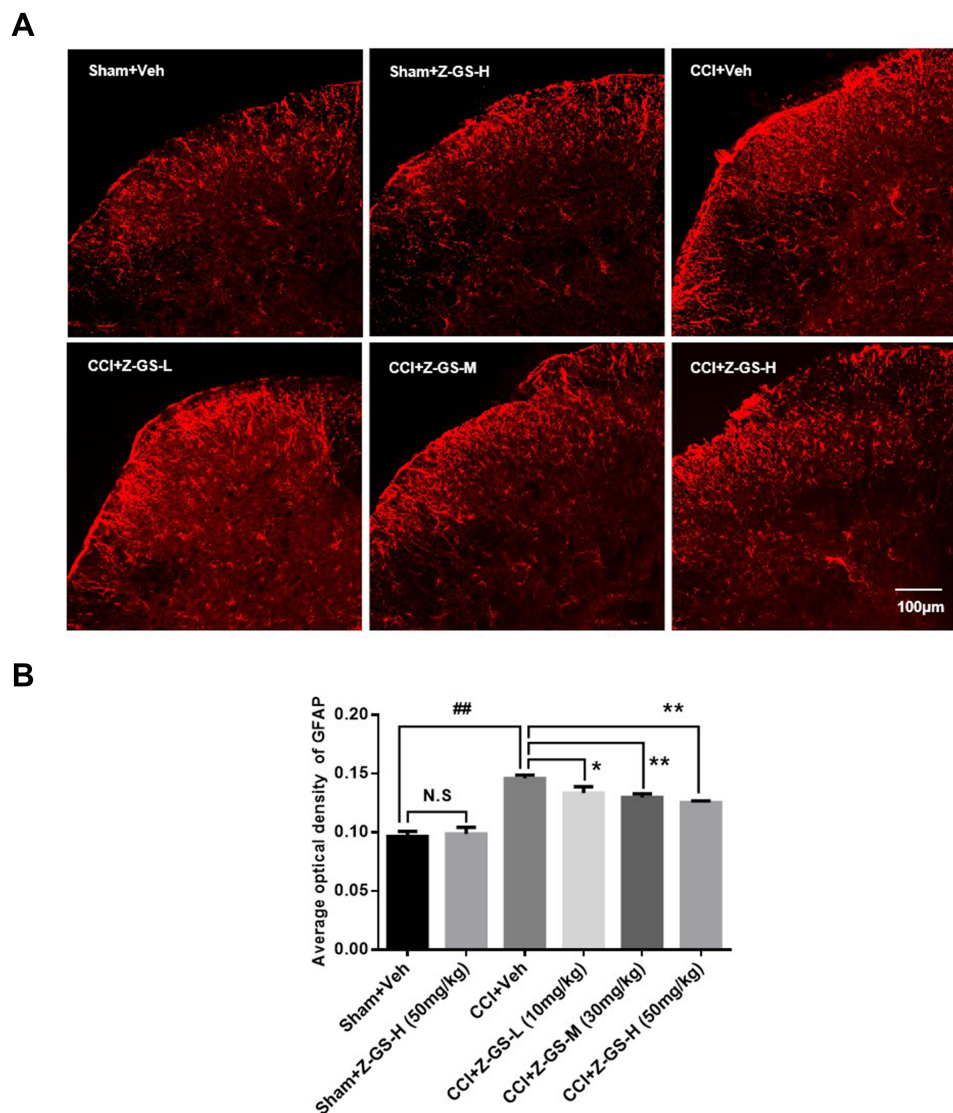 A
Sham+Veh
Sham+Z-GS-H
CCI+Veh
CCI+Z-GS-L
CCI+Z-GS-M
CCI+Z-GS-H
100μm
B
Average optical density of GFAP
0.20
0.15
0.10
0.05
0.00
N.S
##
*
**
**
Sham+Veh
Sham+Z-GS-H (50mg/kg)
CCI+Veh
CCI+Z-GS-L (10mg/kg)
CCI+Z-GS-M (30mg/kg)
CCI+Z-GS-H (50mg/kg)